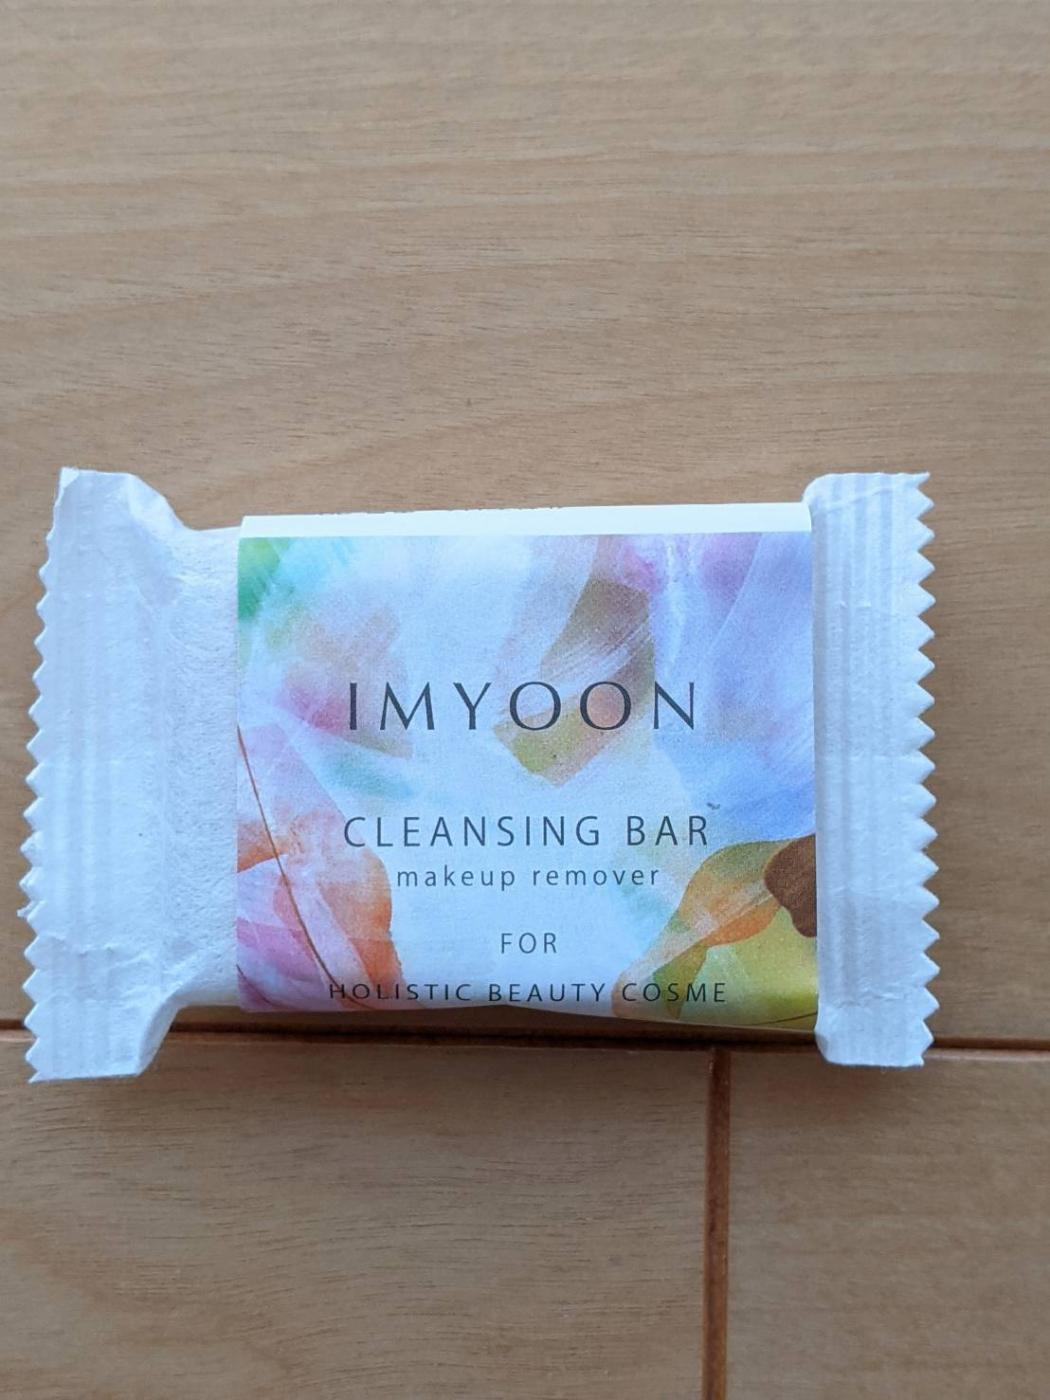 IMYOON
CLEANSING BAR
makeup remover
FOR
HOLISTIC BEAUTY COSME